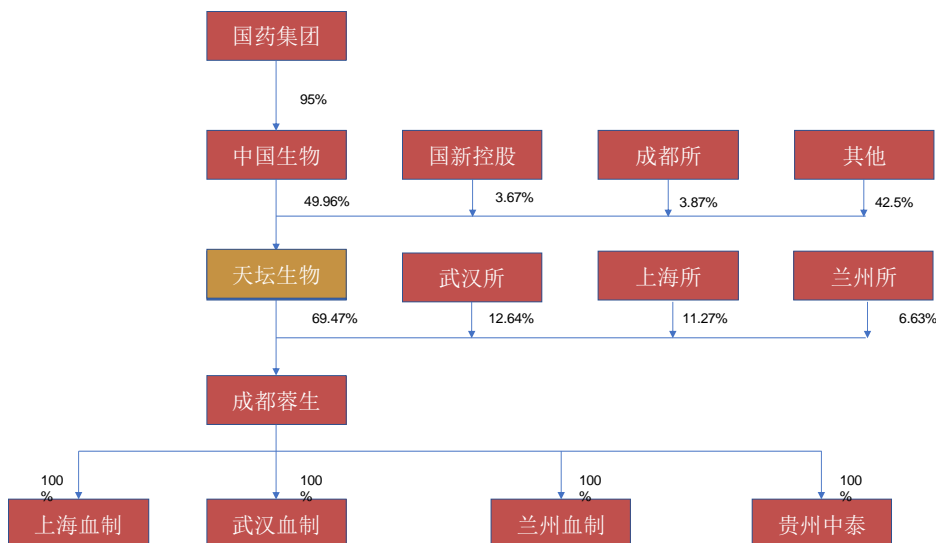 国药集团
95%
中国生物
国新控股
成都所
其他
49.96%
3.67%
3.87%
42.5%
天坛生物
武汉所
上海所
兰州所
69.47%
12.64%
11.27%
6.63%
成都蓉生
100
%
100
%
100
%
100
%
上海血制
武汉血制
兰州血制
贵州中泰